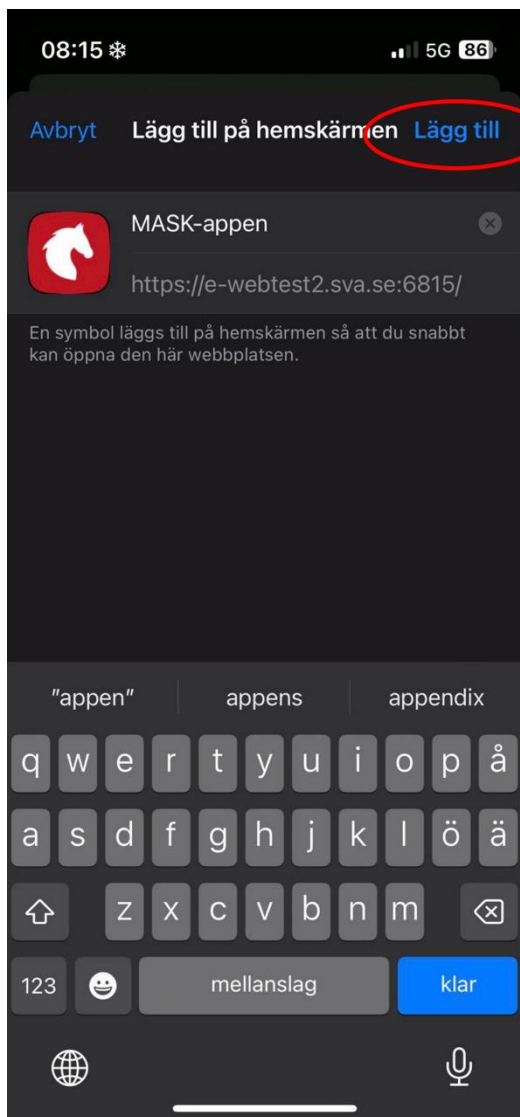 08:15
5G 86
Avbryt Lägg till på hemskärmen Lägg till
MASK-appen
https://e-webtest2.sva.se:6815/
En symbol läggs till på hemskärmen så att du snabbt
kan öppna den här webbplatsen.
"appen" appens appendix
q w e r t y u i o p å
a s d f g h j k l ö ä
z x c v b n m
123 mellanslag klar